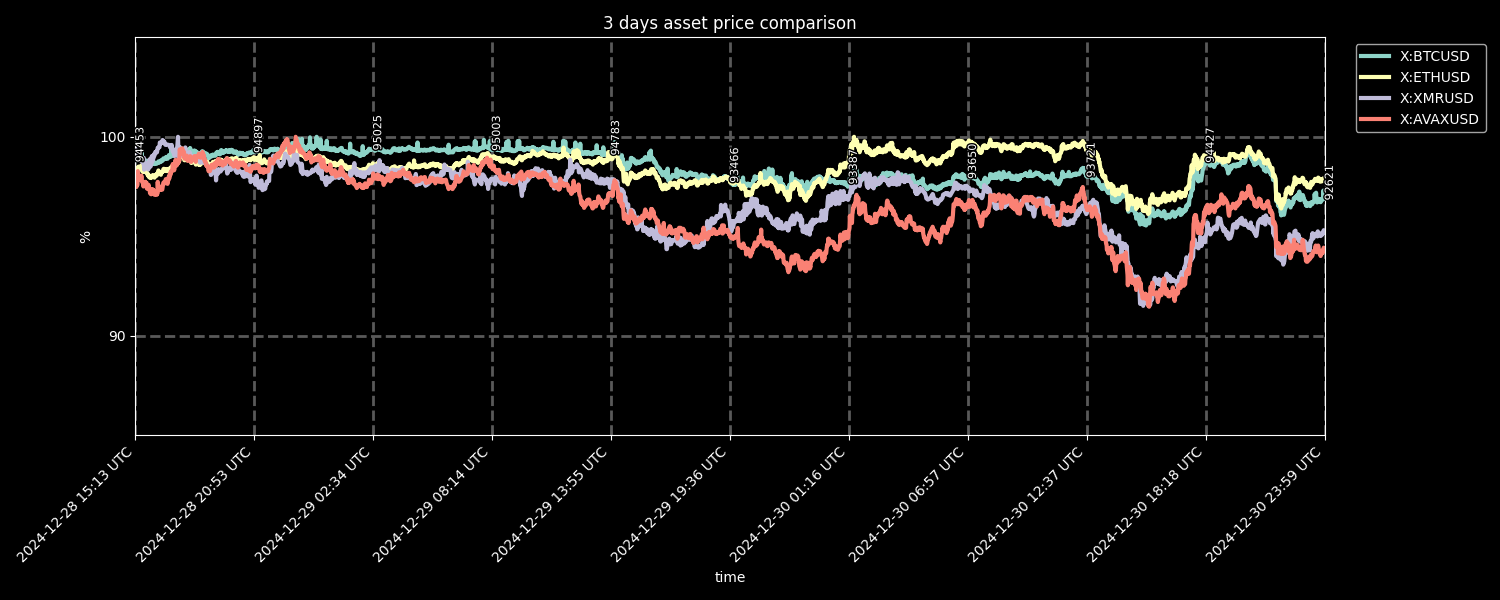 3 days asset price comparison
X:BTCUSD
X:ETHUSD
X:XMRUSD
X:AVAXUSD
100
90
%
94453
94897
95025
95003
94783
93466
93387
93650
93721
94427
92621
2024-12-28 15:13 UTC
2024-12-28 20:53 UTC
2024-12-29 02:34 UTC
2024-12-29 08:14 UTC
2024-12-29 13:55 UTC
2024-12-29 19:36 UTC
2024-12-30 01:16 UTC
2024-12-30 06:57 UTC
2024-12-30 12:37 UTC
2024-12-30 18:18 UTC
2024-12-30 23:59 UTC
time